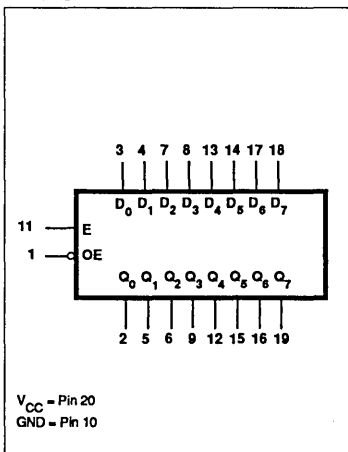 3 4 7 8 13 14 17 18
D0 D1 D2 D3 D4 D5 D6 D7
11 E
1 OE
Q0 Q1 Q2 Q3 Q4 Q5 Q6 Q7
2 5 6 9 12 15 16 19
VCC = Pin 20
GND = Pin 10